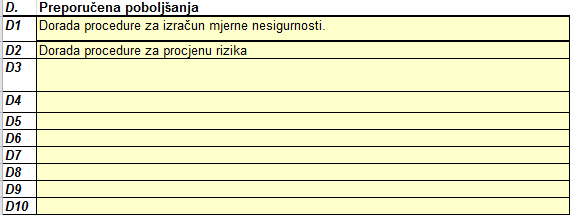 D. Preporučena poboljšanja
D1 Dorada procedure za izračun mjerne nesigurnosti.
D2 Dorada procedure za procjenu rizika
D3
D4
D5
D6
D7
D8
D9
D10